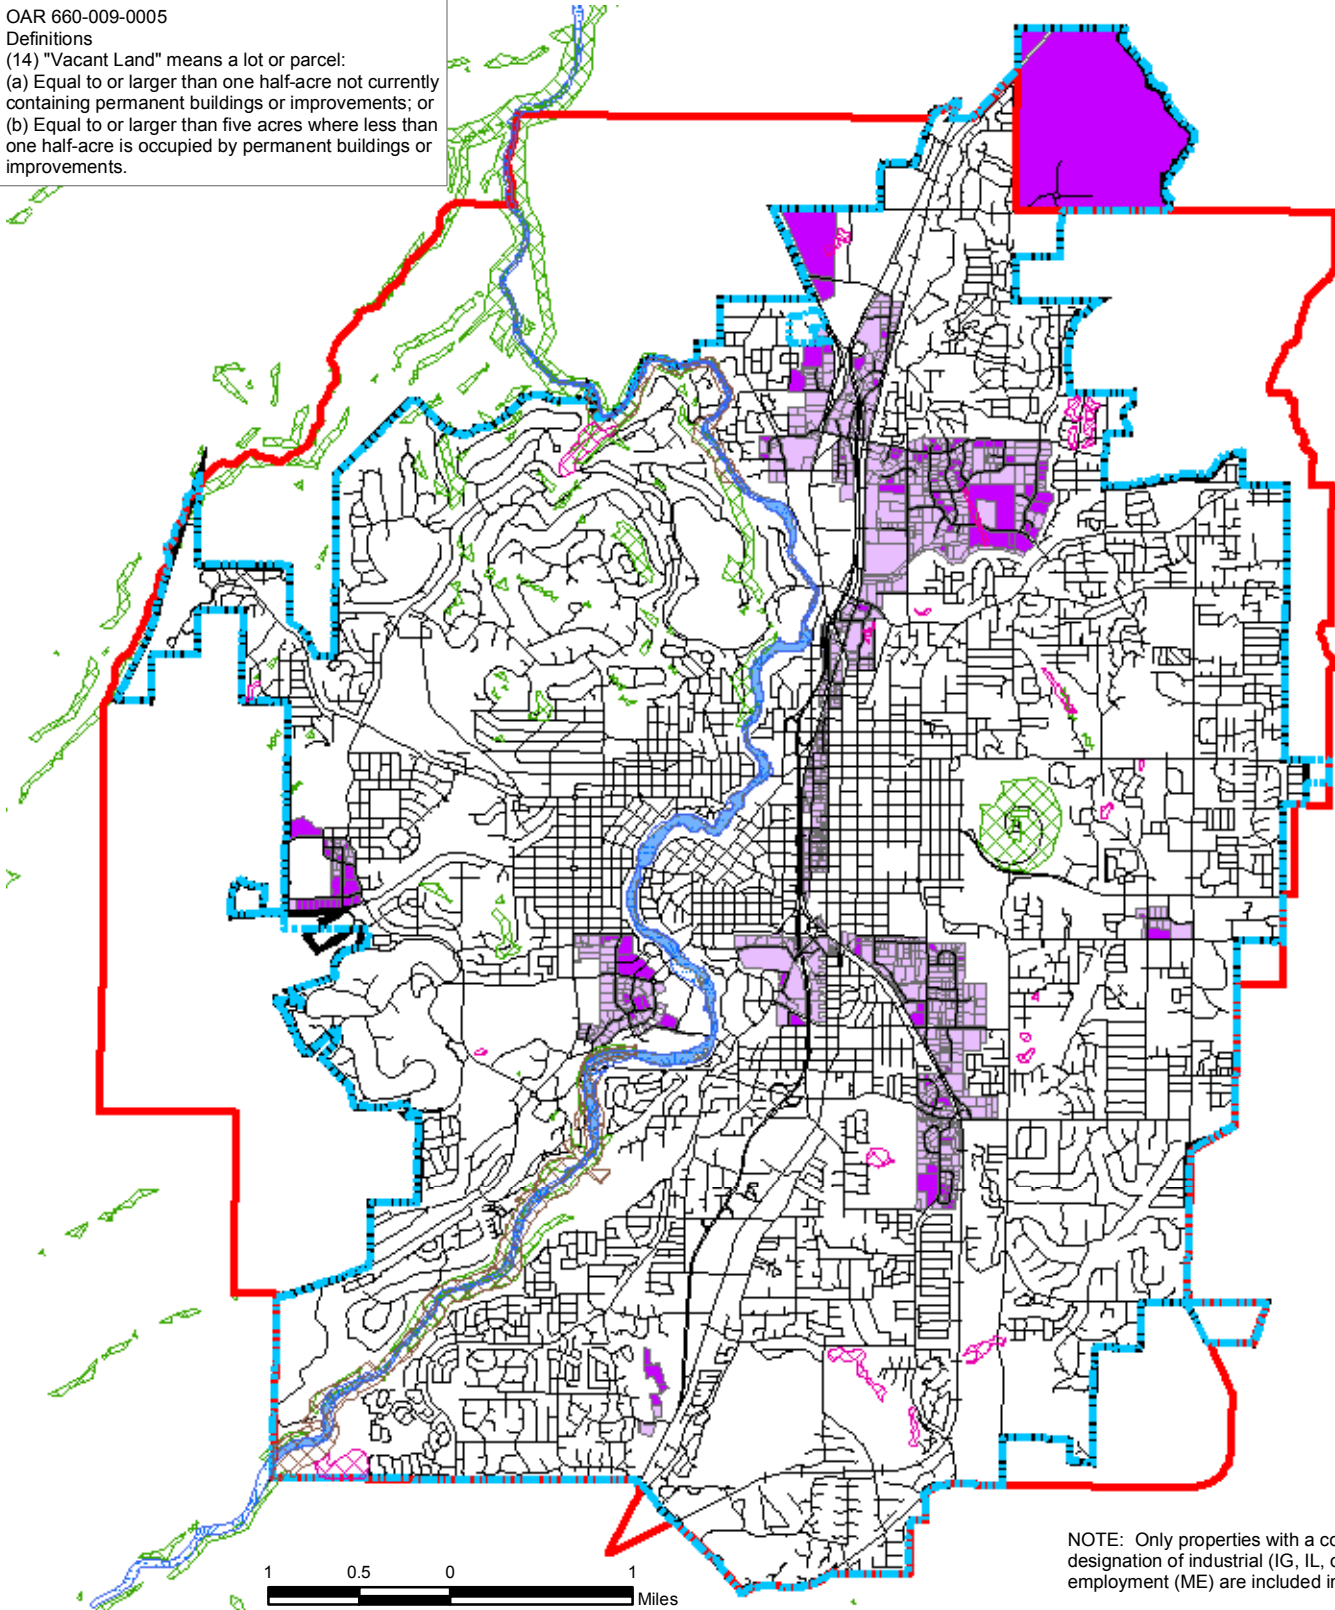 OAR 660-009-0005
Definitions
(14) "Vacant Land" means a lot or parcel:
(a) Equal to or larger than one half-acre not currently
containing permanent buildings or improvements; or
(b) Equal to or larger than five acres where less than
one half-acre is occupied by permanent buildings or
improvements.
1 0.5 0 1
Miles
NOTE: Only properties with a co
designation of industrial (IG, IL, o
employment (ME) are included in